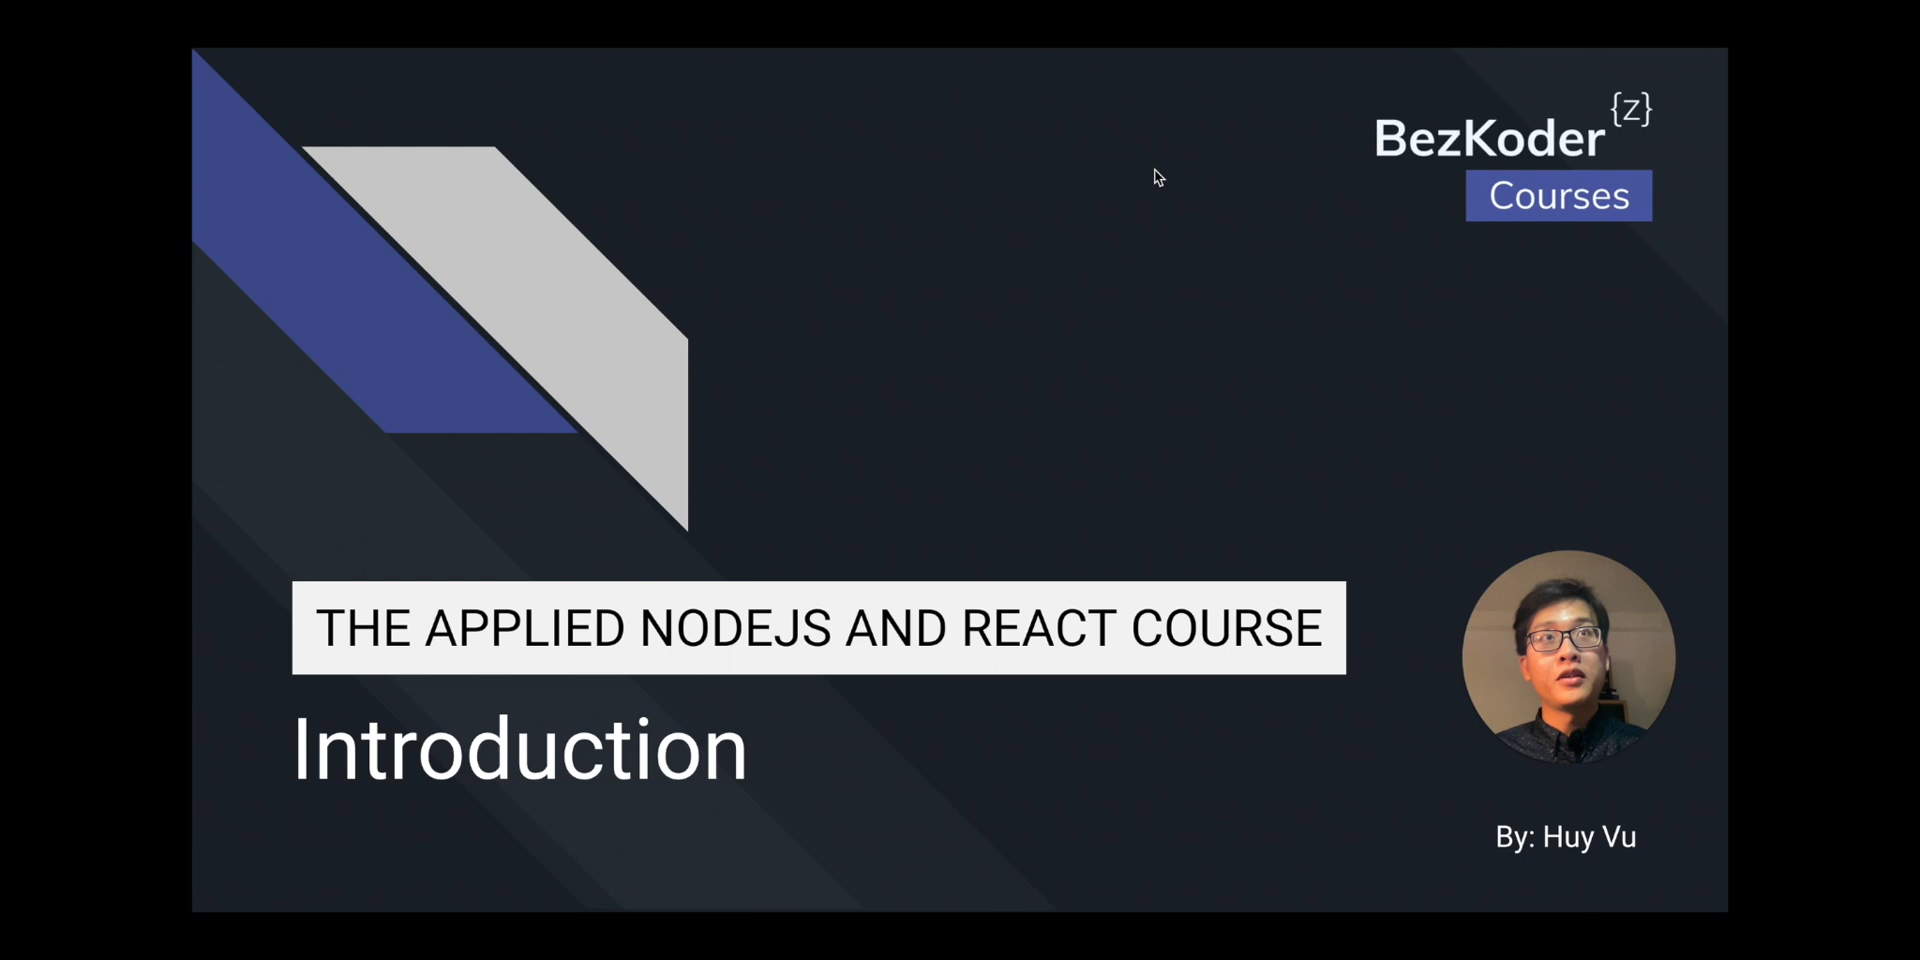 BezKoder {z}
Courses
THE APPLIED NODEJS AND REACT COURSE
Introduction
By: Huy Vu